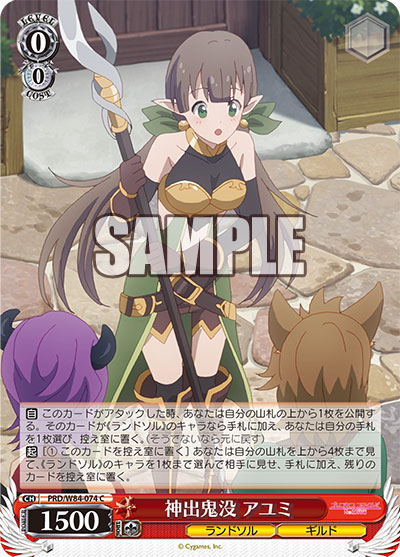 LEVEL
0
0
COST
SAMPLE
© Cygames, Inc.
自 このカードがアタックした時、あなたは自分の山札の上から1枚を公開する。そのカードが《ランドソル》のキャラなら手札に加え、あなたは自分の手札
を1枚選び、控え室に置く。(そうでないなら元に戻す)
起 [① このカードを控え室に置く] あなたは自分の山札を上から4枚まで見
て、《ランドソル》のキャラを1枚まで選んで相手に見せ、手札に加え、残りの
カードを控え室に置く。
CH PRD/W84-074 C
神出鬼没 アユミ
1500
ランドソル
ギルド
© Cygames, Inc.